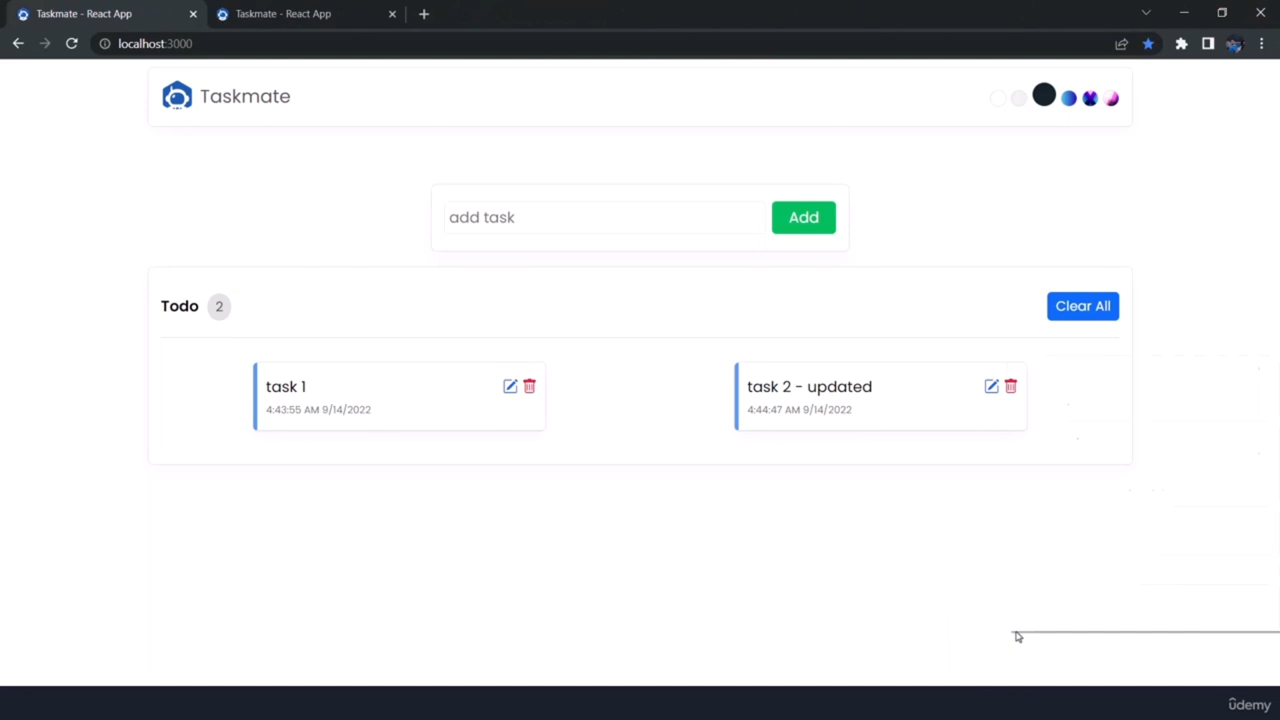 Taskmate - React App
Taskmate - React App
localhost:3000
Taskmate
add task
Add
Todo 2
Clear All
task 1
4:43:55 AM 9/14/2022
task 2 - updated
4:44:47 AM 9/14/2022
ûdemy